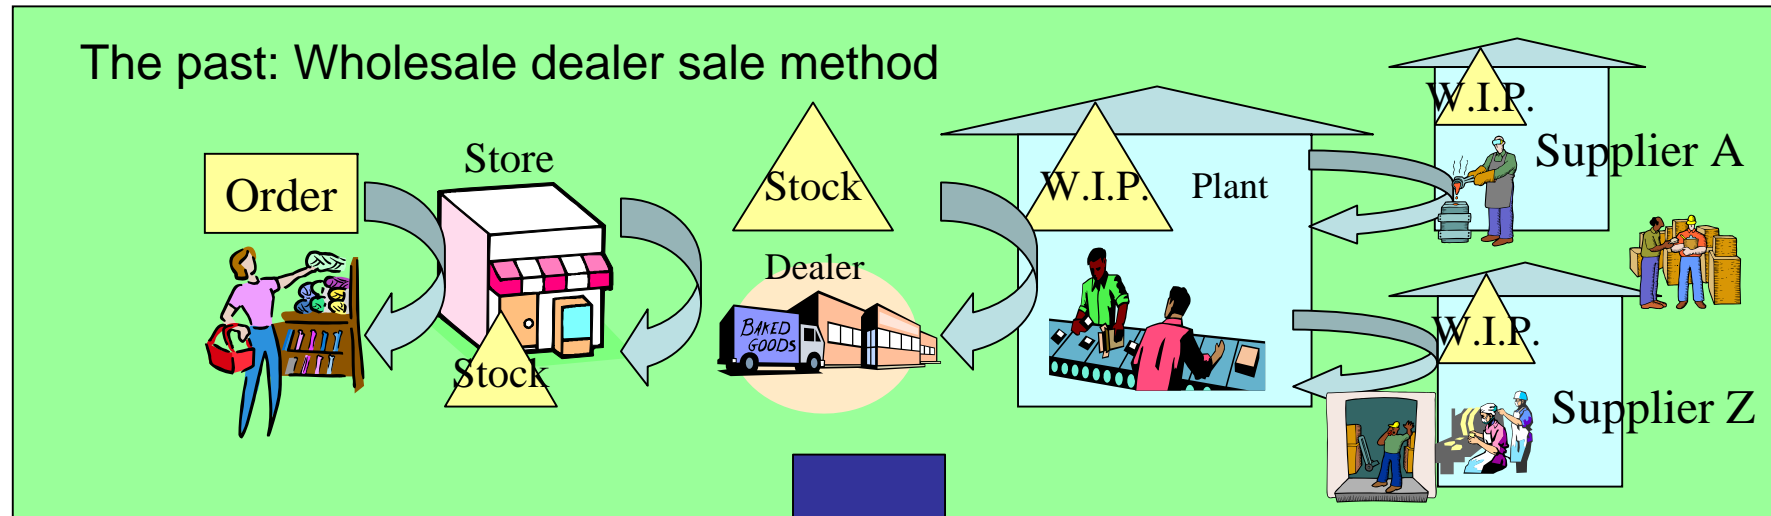 The past: Wholesale dealer sale method
Order
Store
Stock
Stock
Dealer
BAKED
GOODS
W.I.P.
Plant
W.I.P.
Supplier A
W.I.P.
Supplier Z